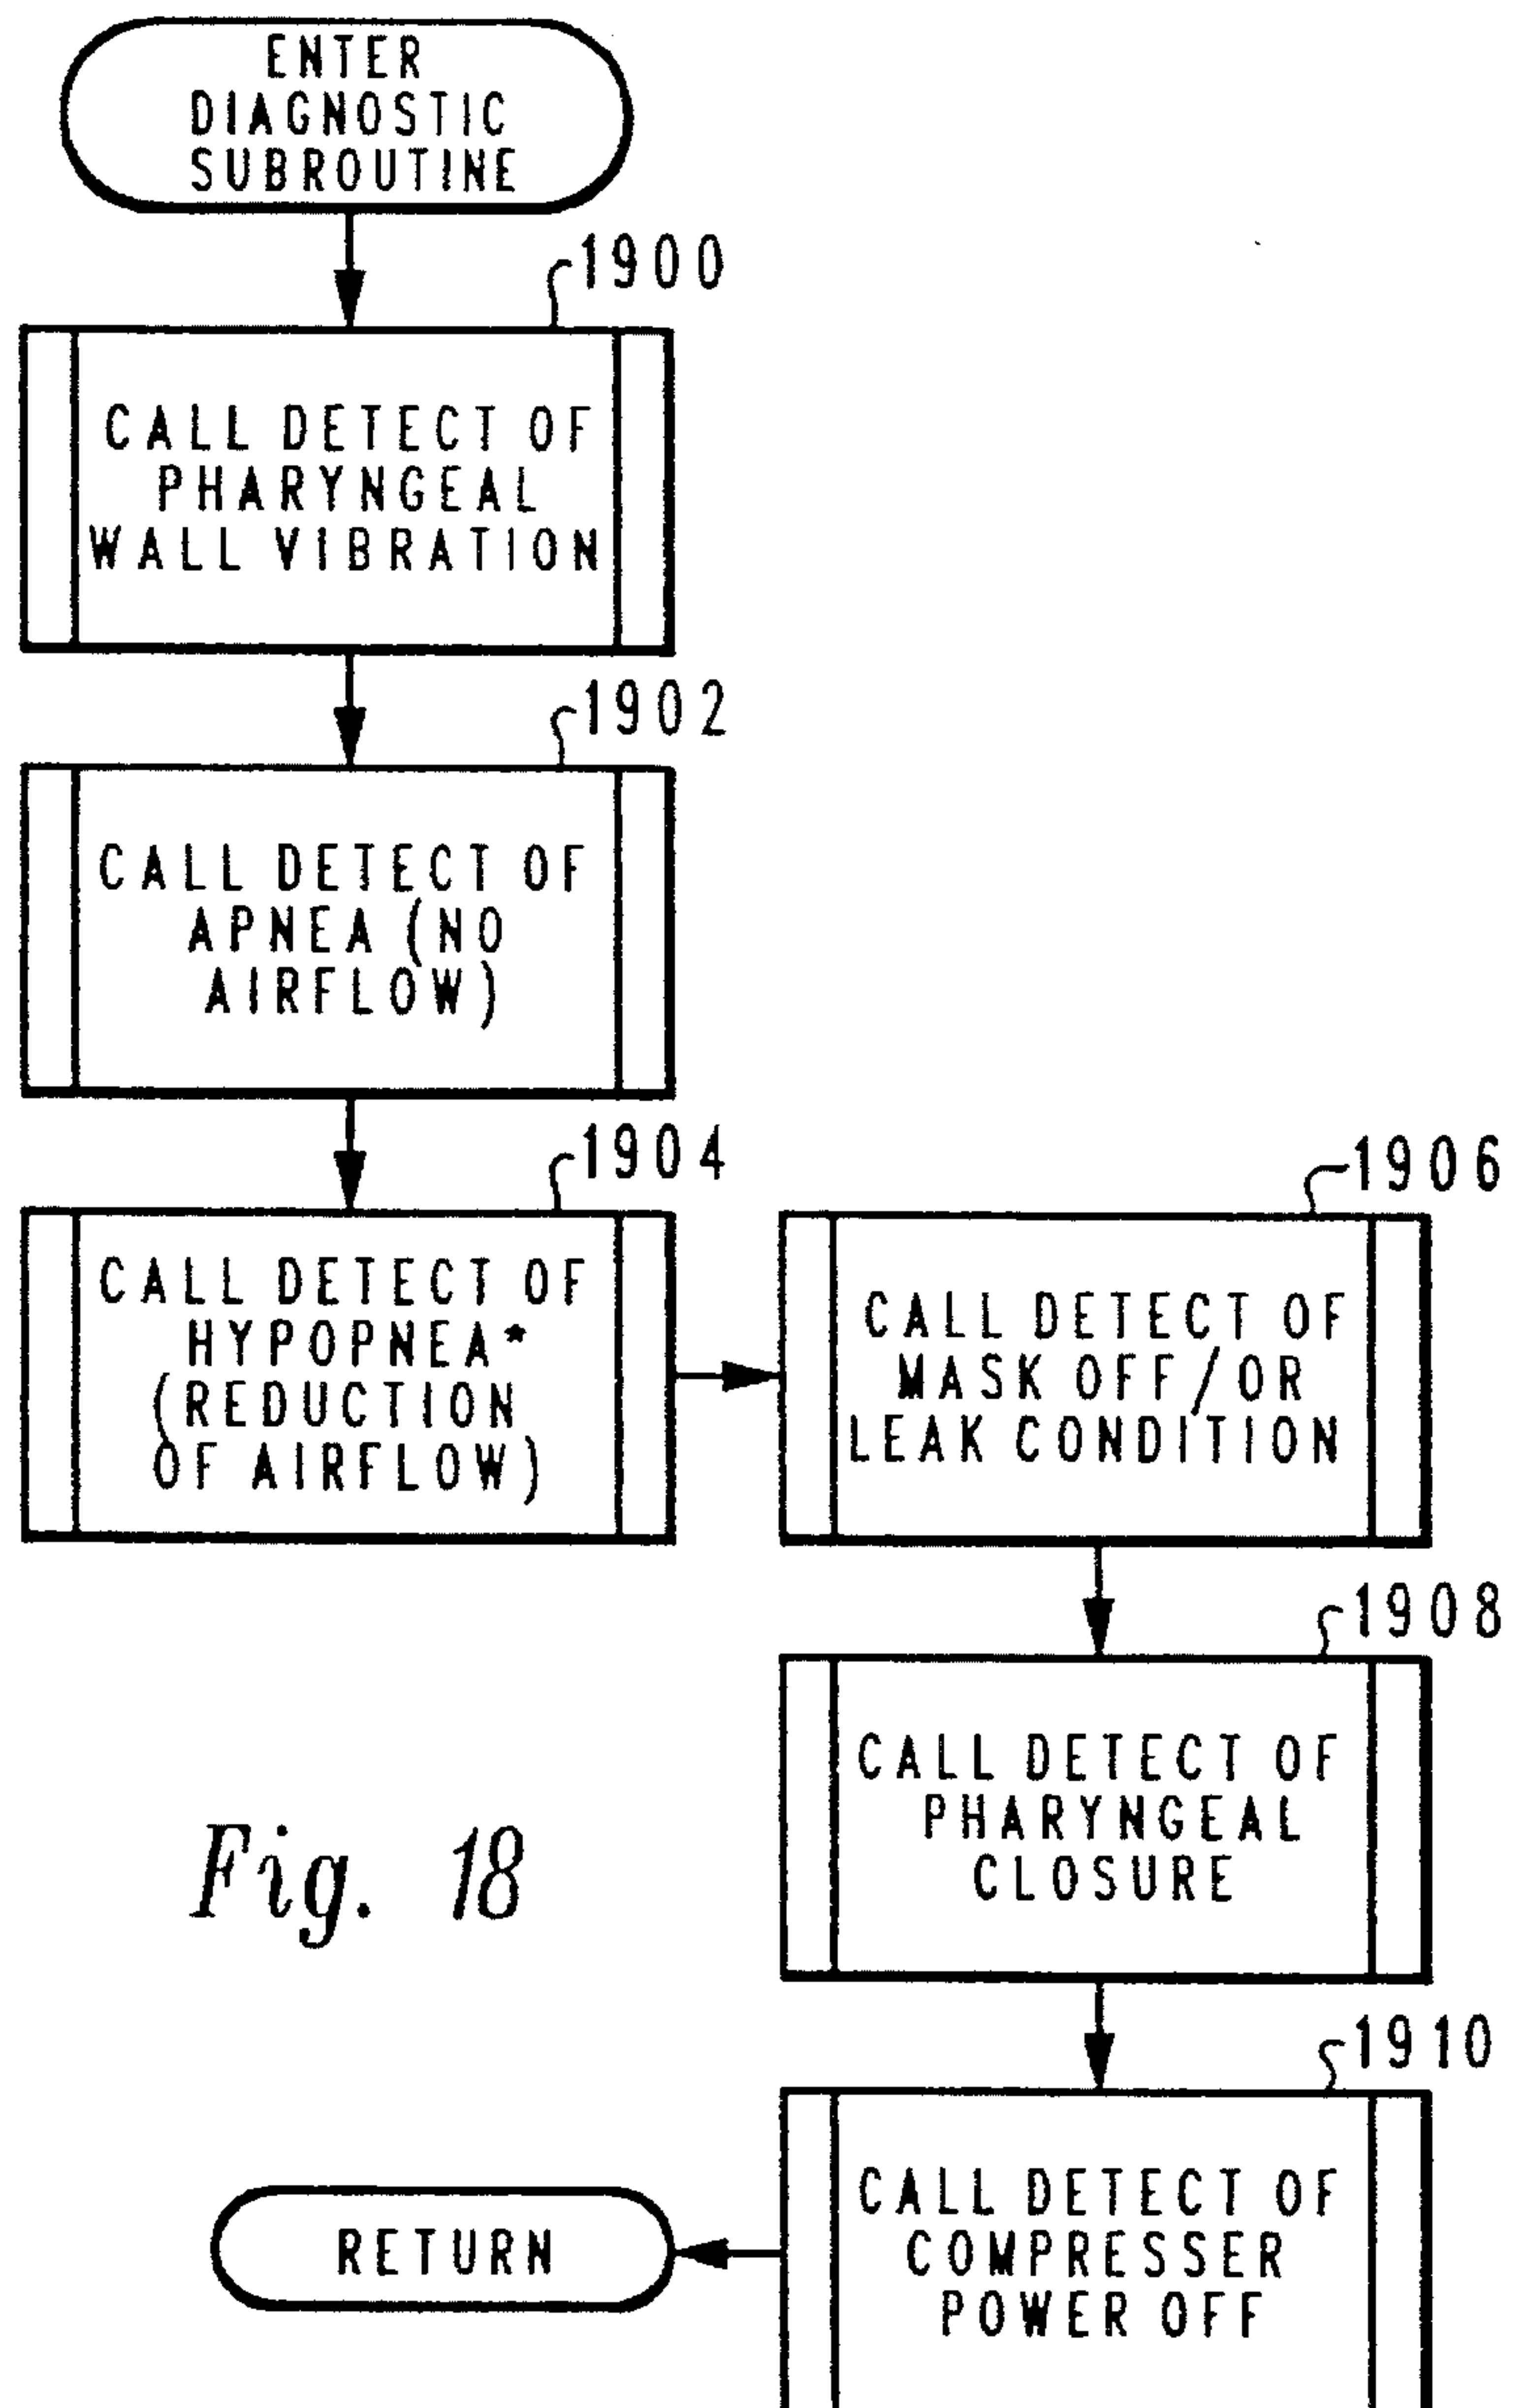 ENTER
DIAGNOSTIC
SUBROUTINE
1900
CALL DETECT OF
PHARYNGEAL
WALL VIBRATION
1902
CALL DETECT OF
APNEA (NO
AIRFLOW)
1904
CALL DETECT OF
HYPOPNEA*
(REDUCTION
OF AIRFLOW)
1906
CALL DETECT OF
MASK OFF/OR
LEAK CONDITION
1908
CALL DETECT OF
PHARYNGEAL
CLOSURE
1910
CALL DETECT OF
COMPRESSER
POWER OFF
RETURN
Fig. 18